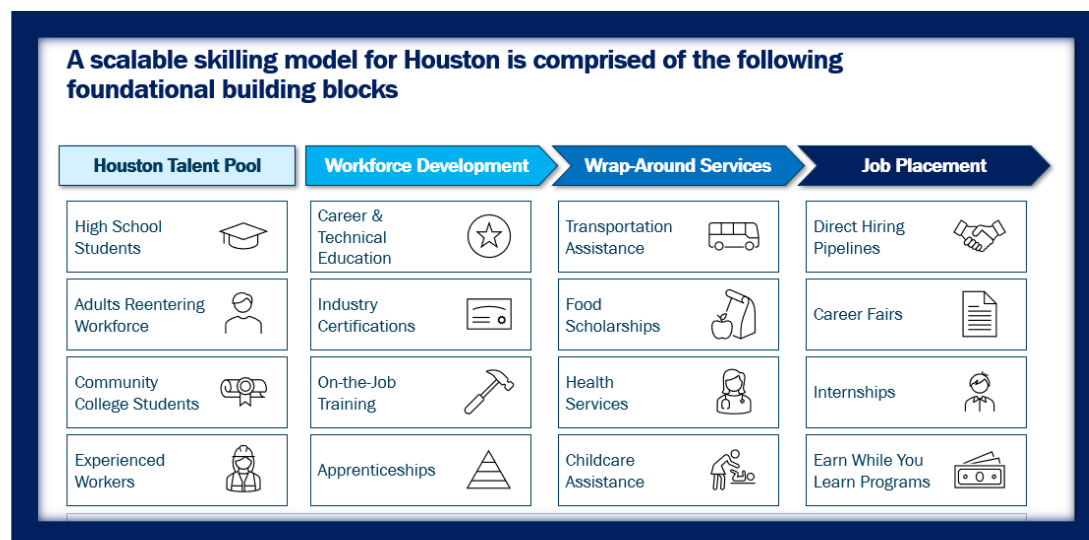 A scalable skilling model for Houston is comprised of the following
foundational building blocks
Houston Talent Pool
Workforce Development
Wrap-Around Services
Job Placement
High School
Students
Career &
Technical
Education
Transportation
Assistance
Direct Hiring
Pipelines
Adults Reentering
Workforce
Industry
Certifications
Food
Scholarships
Career Fairs
Community
College Students
On-the-Job
Training
Health
Services
Internships
Experienced
Workers
Apprenticeships
Childcare
Assistance
Earn While You
Learn Programs